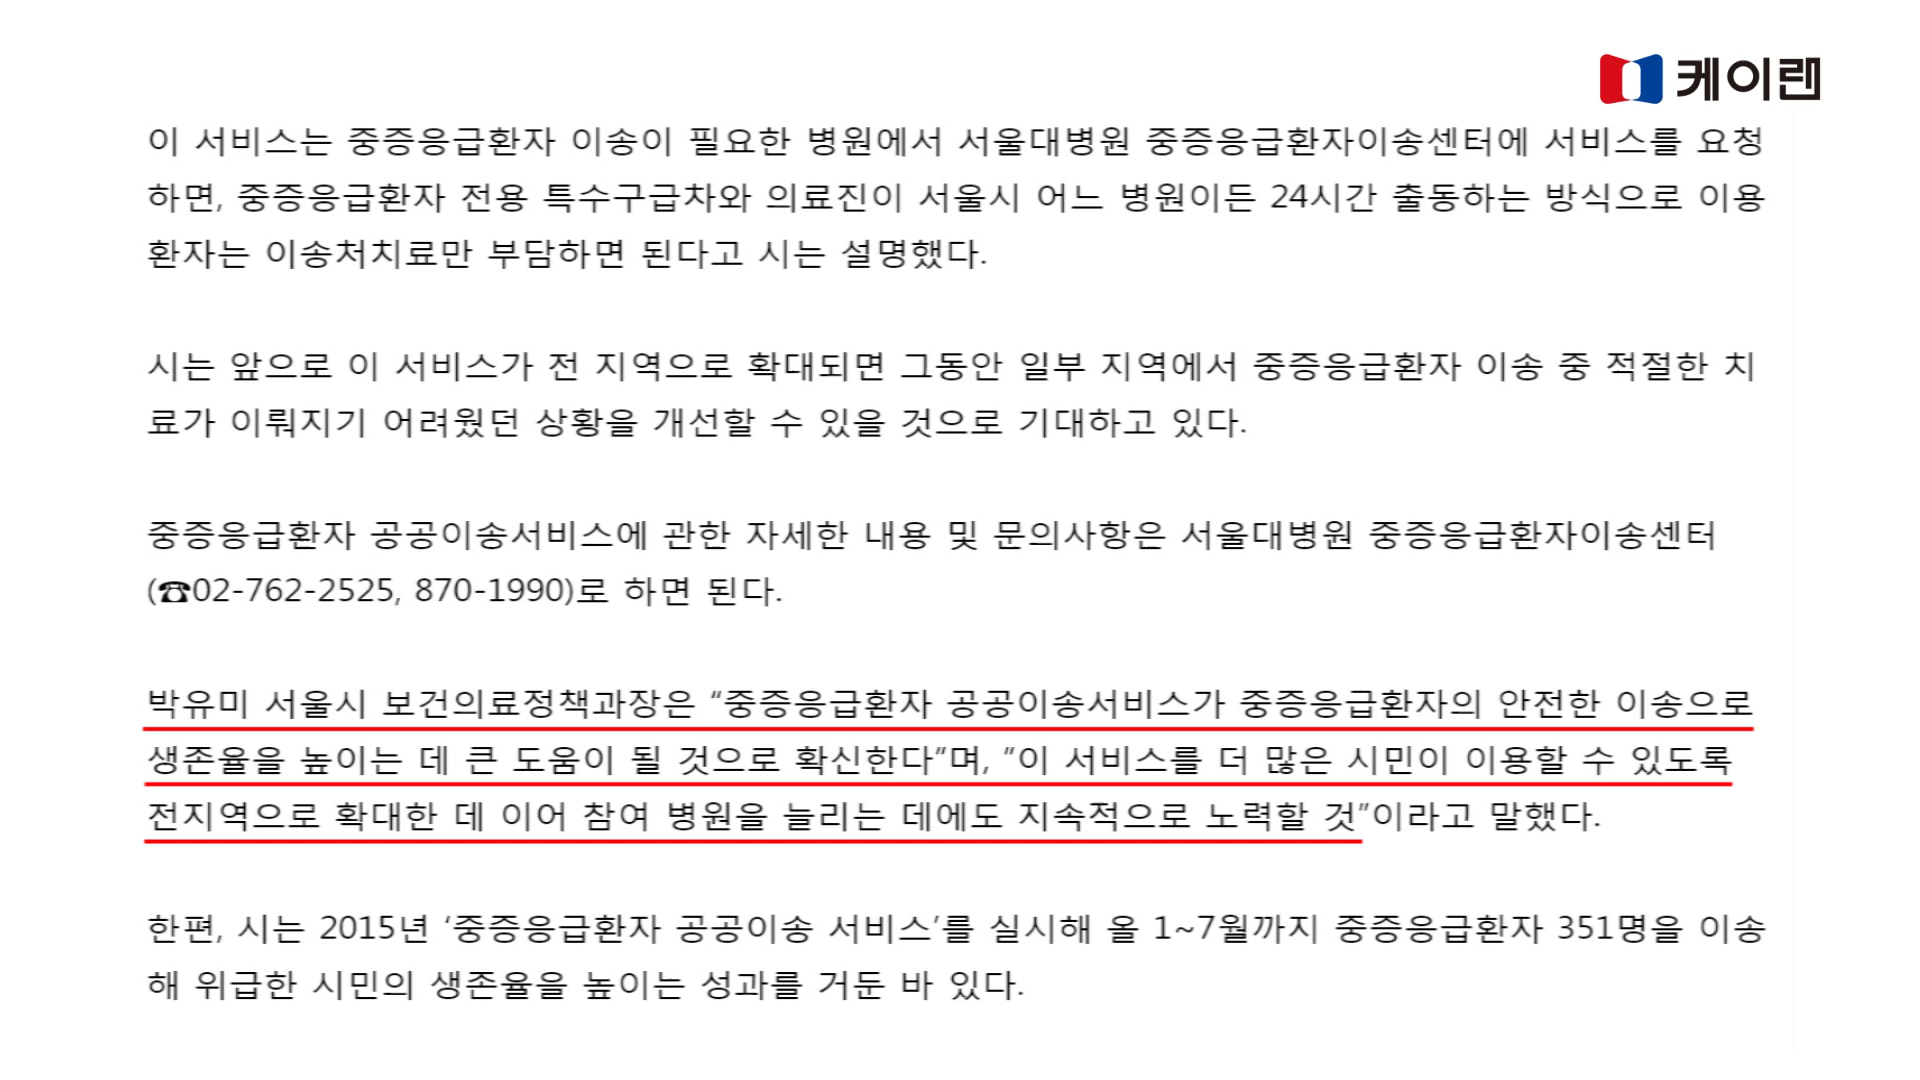 케이렌
이 서비스는 중증응급환자 이송이 필요한 병원에서 서울대병원 중증응급환자이송센터에 서비스를 요청
하면, 중증응급환자 전용 특수구급차와 의료진이 서울시 어느 병원이든 24시간 출동하는 방식으로 이용
환자는 이송처치료만 부담하면 된다고 시는 설명했다.
시는 앞으로 이 서비스가 전 지역으로 확대되면 그동안 일부 지역에서 중증응급환자 이송 중 적절한 치
료가 이뤄지기 어려웠던 상황을 개선할 수 있을 것으로 기대하고 있다.
중증응급환자 공공이송서비스에 관한 자세한 내용 및 문의사항은 서울대병원 중증응급환자이송센터
(☎02-762-2525, 870-1990)로 하면 된다.
박유미 서울시 보건의료정책과장은 “중증응급환자 공공이송서비스가 중증응급환자의 안전한 이송으로
생존율을 높이는 데 큰 도움이 될 것으로 확신한다”며, ”이 서비스를 더 많은 시민이 이용할 수 있도록
전지역으로 확대한 데 이어 참여 병원을 늘리는 데에도 지속적으로 노력할 것”이라고 말했다.
한편, 시는 2015년 ‘중증응급환자 공공이송 서비스’를 실시해 올 1~7월까지 중증응급환자 351명을 이송
해 위급한 시민의 생존율을 높이는 성과를 거둔 바 있다.